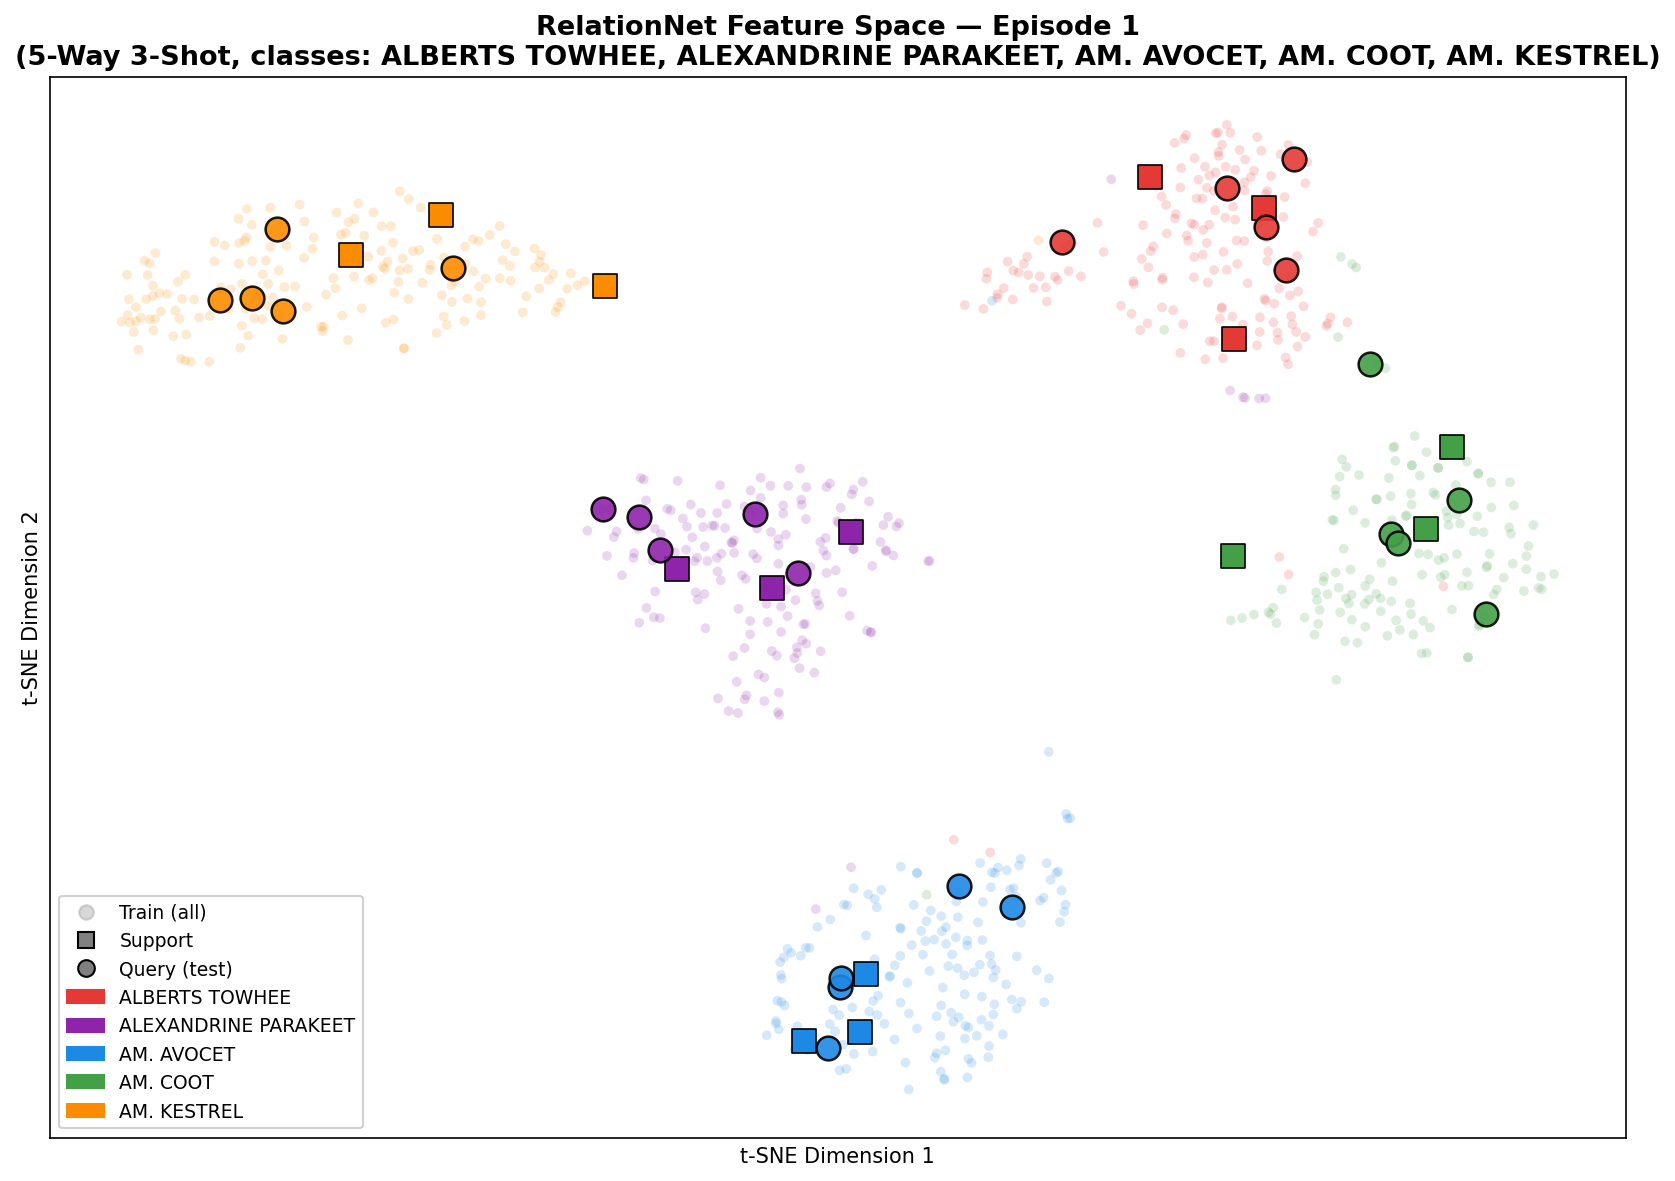 RelationNet Feature Space — Episode 1
(5-Way 3-Shot, classes: ALBERTS TOWHEE, ALEXANDRINE PARAKEET, AM. AVOCET, AM. COOT, AM. KESTREL)
t-SNE Dimension 2
Train (all)
Support
Query (test)
ALBERTS TOWHEE
ALEXANDRINE PARAKEET
AM. AVOCET
AM. COOT
AM. KESTREL
t-SNE Dimension 1